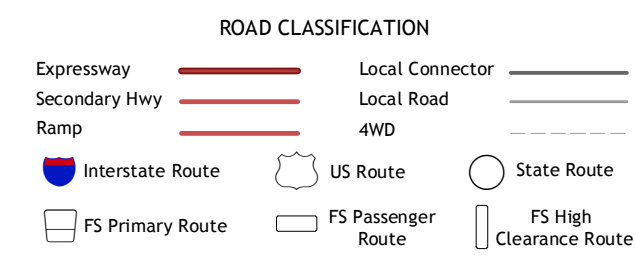 ROAD CLASSIFICATION
Expressway
Local Connector
Secondary Hwy
Local Road
Ramp
4WD
Interstate Route
US Route
State Route
FS Primary Route
FS Passenger
Route
FS High
Clearance Route